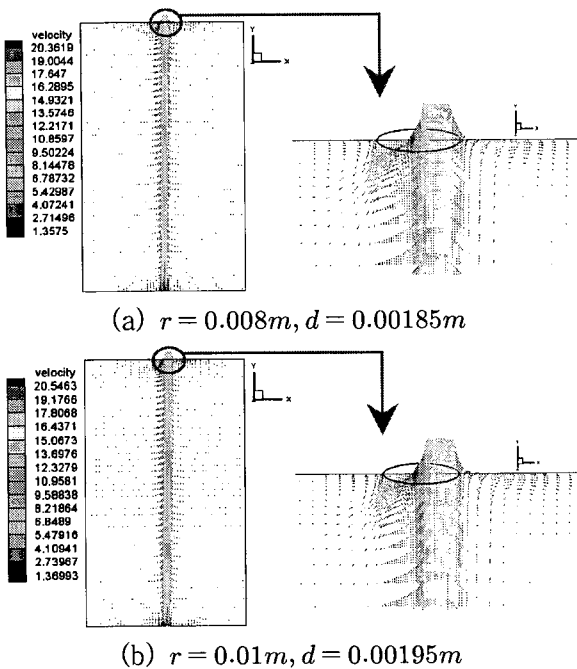 velocity
20.3619
19.0044
17.647
16.2895
14.9321
13.5746
12.2171
10.8597
9.50224
8.14478
6.78732
5.42987
4.07241
2.71496
1.3575
Y
X
Y
X
(a) r = 0.008m, d = 0.00185m
velocity
20.5463
19.1766
17.8068
16.4371
15.0673
13.6976
12.3279
10.9581
9.58838
8.21864
6.8489
5.47916
4.10941
2.73967
1.36993
Y
X
Y
X
(b) r = 0.01m, d = 0.00195m